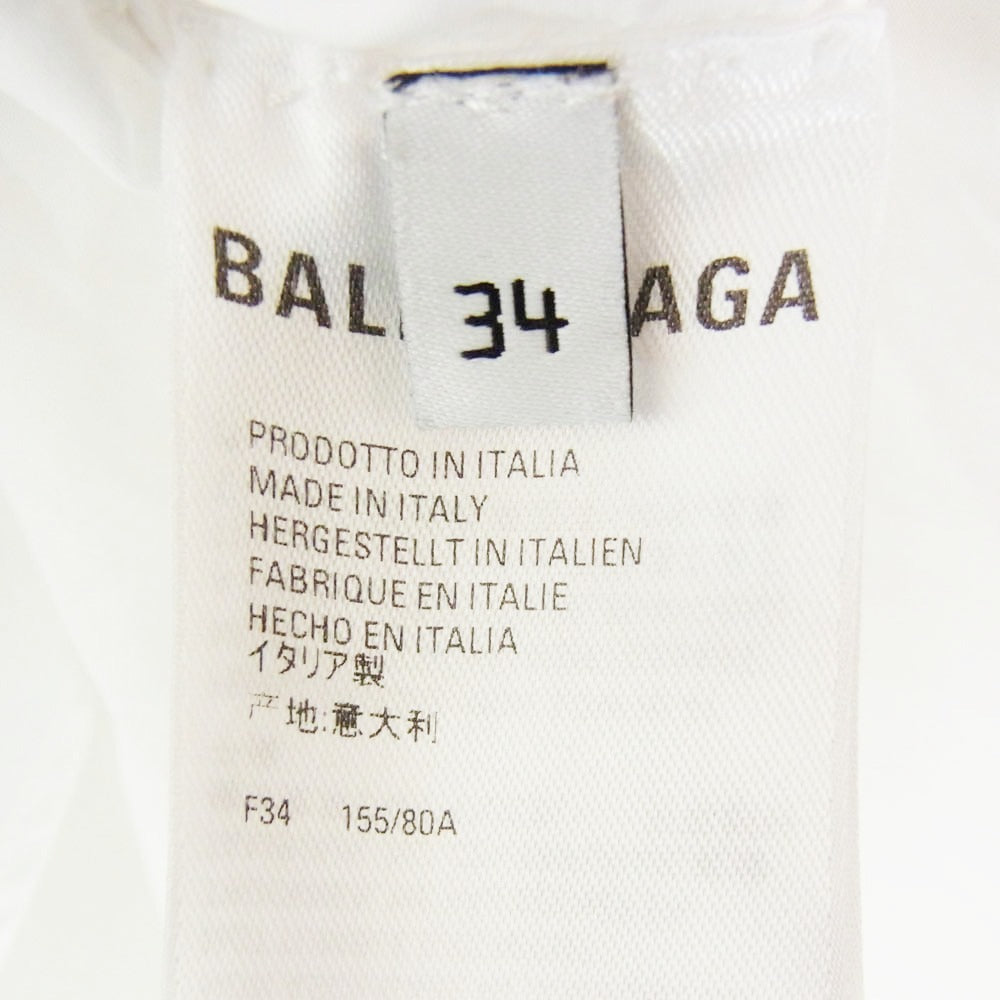 BAL AGA
34
PRODOTTO IN ITALIA
MADE IN ITALY
HERGESTELLT IN ITALIEN
FABRIQUE EN ITALIE
HECHO EN ITALIA
イタリア製
产地:意大利
F34 155/80A